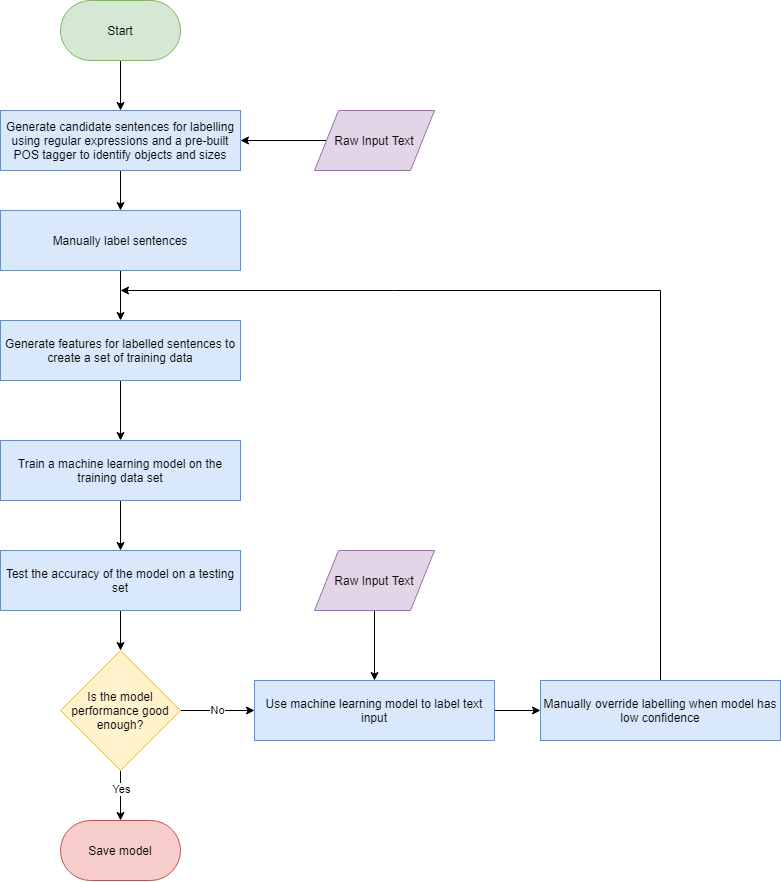 Start
Generate candidate sentences for labelling
using regular expressions and a pre-built
POS tagger to identify objects and sizes
Raw Input Text
Manually label sentences
Generate features for labelled sentences to
create a set of training data
Train a machine learning model on the
training data set
Test the accuracy of the model on a testing
set
Raw Input Text
Is the model
performance good
enough?
No
Use machine learning model to label text
input
Manually override labelling when model has
low confidence
Yes
Save model